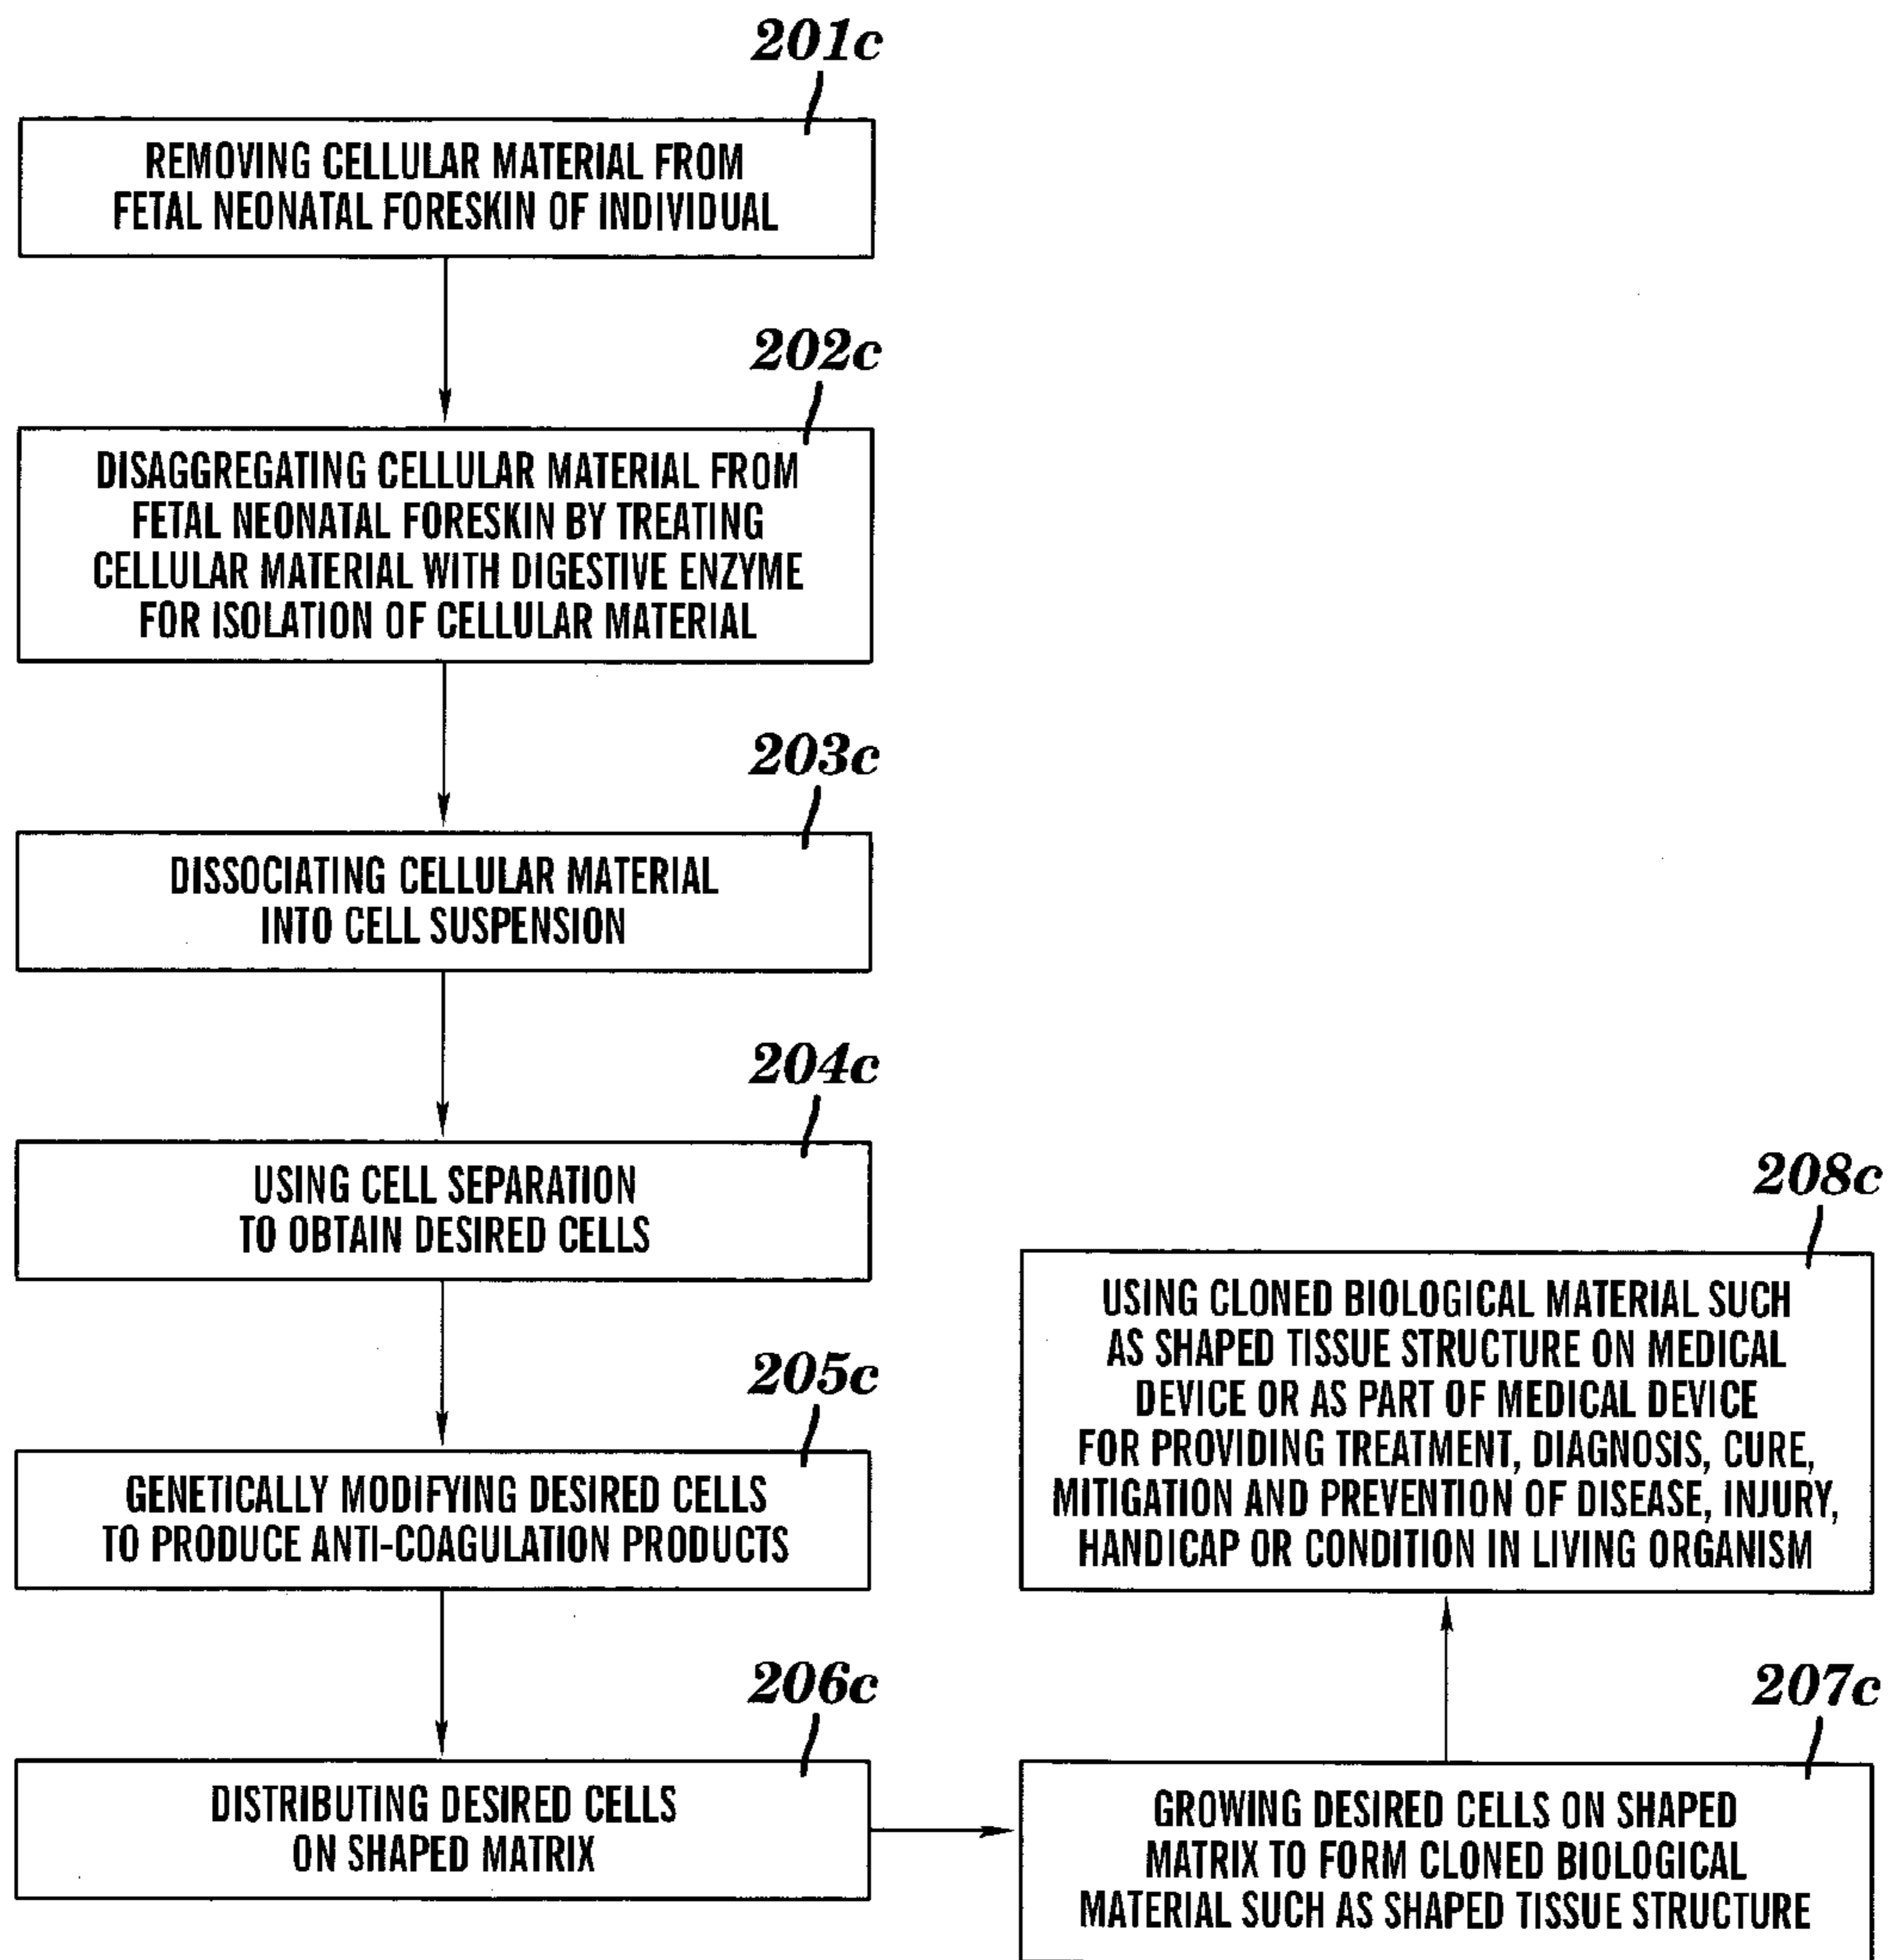 201c
REMOVING CELLULAR MATERIAL FROM
FETAL NEONATAL FORESKIN OF INDIVIDUAL
202c
DISAGGREGATING CELLULAR MATERIAL FROM
FETAL NEONATAL FORESKIN BY TREATING
CELLULAR MATERIAL WITH DIGESTIVE ENZYME
FOR ISOLATION OF CELLULAR MATERIAL
203c
DISSOCIATING CELLULAR MATERIAL
INTO CELL SUSPENSION
204c
USING CELL SEPARATION
TO OBTAIN DESIRED CELLS
205c
GENETICALLY MODIFYING DESIRED CELLS
TO PRODUCE ANTI-COAGULATION PRODUCTS
206c
DISTRIBUTING DESIRED CELLS
ON SHAPED MATRIX
207c
GROWING DESIRED CELLS ON SHAPED
MATRIX TO FORM CLONED BIOLOGICAL
MATERIAL SUCH AS SHAPED TISSUE STRUCTURE
208c
USING CLONED BIOLOGICAL MATERIAL SUCH
AS SHAPED TISSUE STRUCTURE ON MEDICAL
DEVICE OR AS PART OF MEDICAL DEVICE
FOR PROVIDING TREATMENT, DIAGNOSIS, CURE,
MITIGATION AND PREVENTION OF DISEASE, INJURY,
HANDICAP OR CONDITION IN LIVING ORGANISM